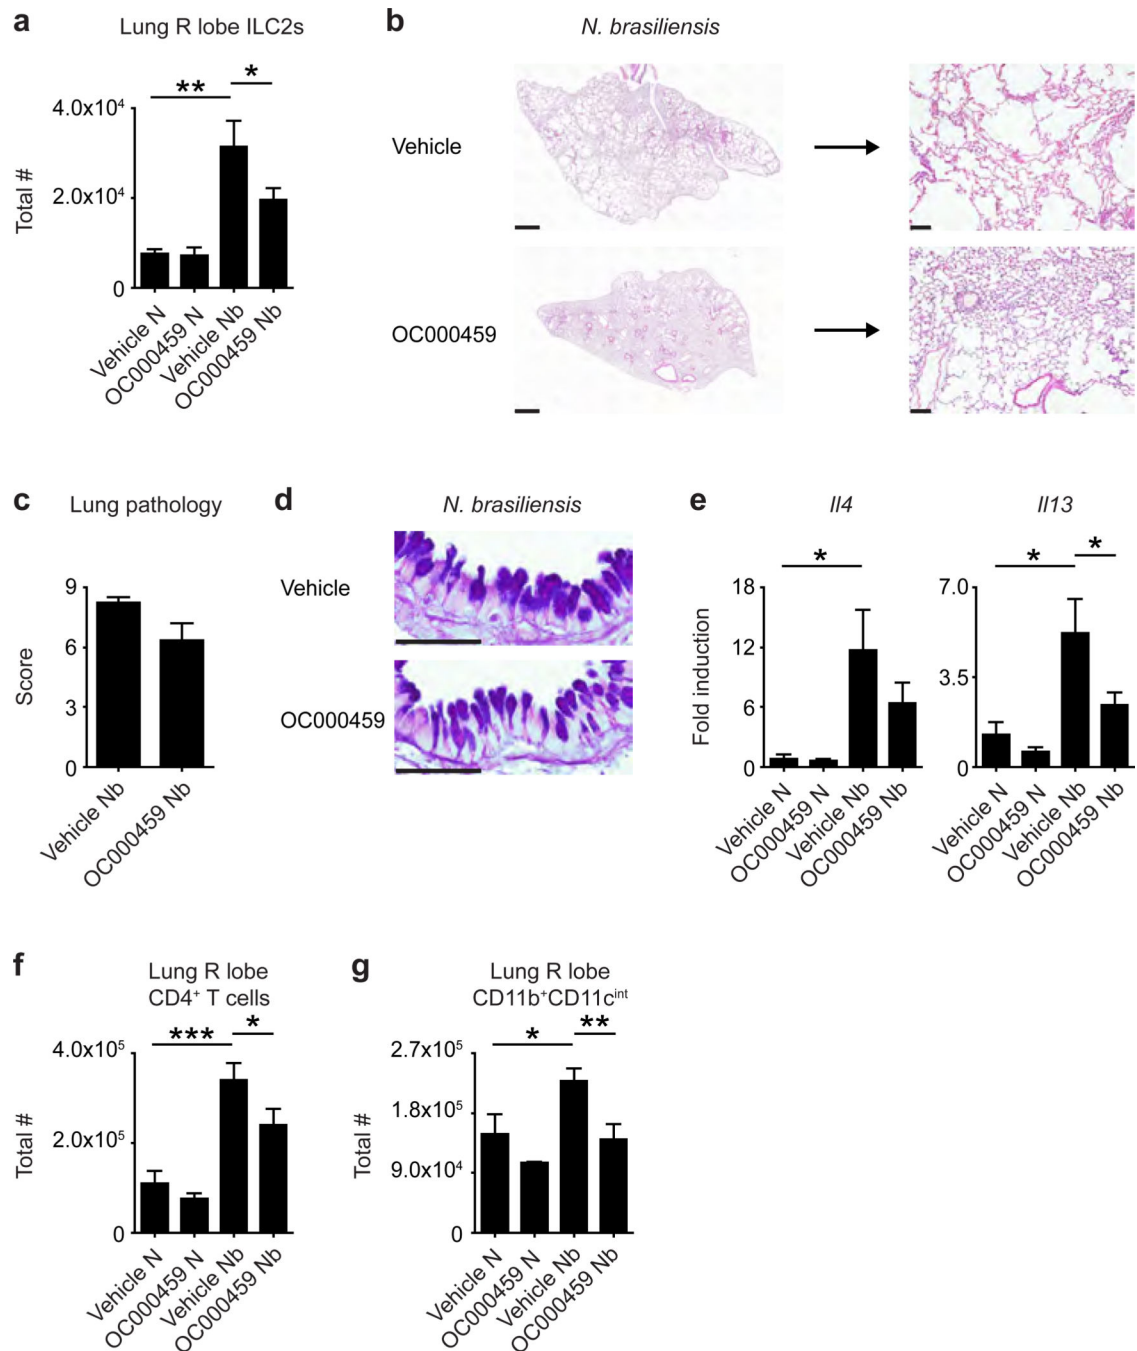 a
Lung R lobe ILC2s
**
*
4.0x10⁴
2.0x10⁴
0
Total #
Vehicle N
OC000459 N
Vehicle Nb
OC000459 Nb
b
N. brasiliensis
Vehicle
OC000459
c
Lung pathology
9
6
3
0
Score
Vehicle Nb
OC000459 Nb
d
N. brasiliensis
Vehicle
OC000459
e
Il4
*
18
12
6
0
Fold induction
Vehicle N
OC000459 N
Vehicle Nb
OC000459 Nb
Il13
*
*
7.0
3.5
0
Vehicle N
OC000459 N
Vehicle Nb
OC000459 Nb
f
Lung R lobe
CD4⁺ T cells
***
*
4.0x10⁵
2.0x10⁵
0
Total #
Vehicle N
OC000459 N
Vehicle Nb
OC000459 Nb
g
Lung R lobe
CD11b⁺CD11cⁱⁿᵗ
*
**
2.7x10⁵
1.8x10⁵
9.0x10⁴
0
Total #
Vehicle N
OC000459 N
Vehicle Nb
OC000459 Nb